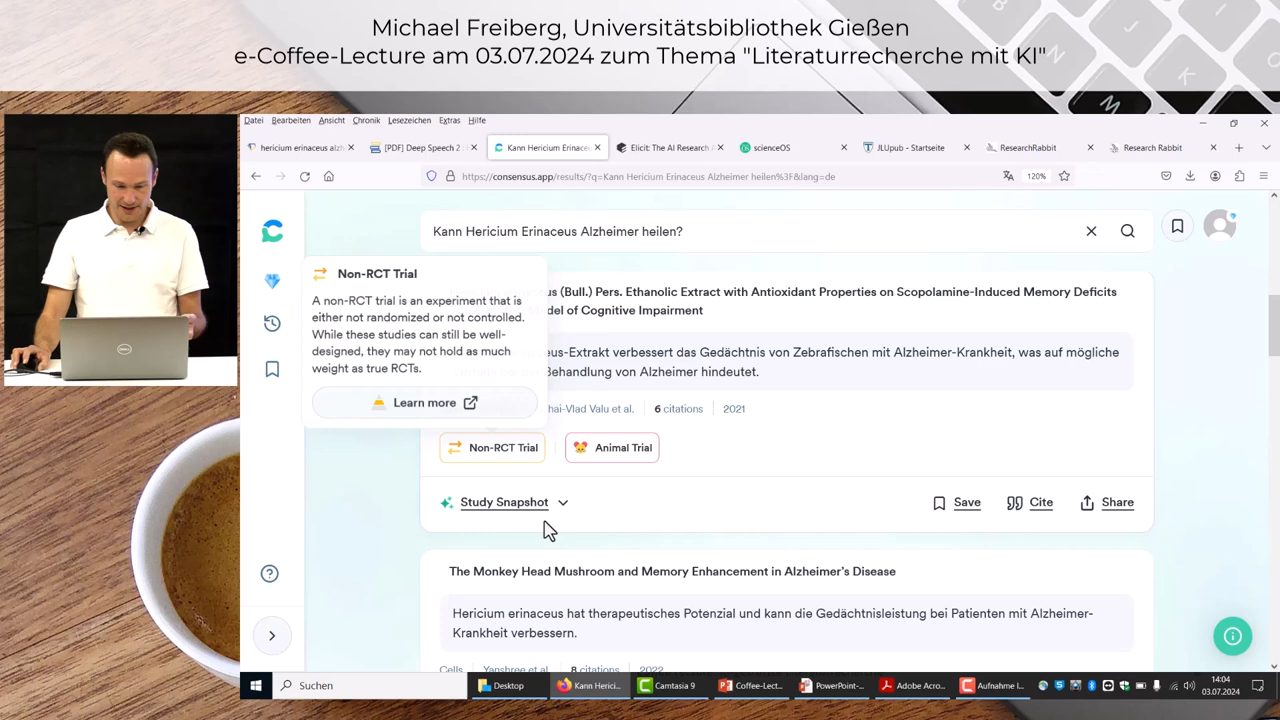 Michael Freiberg, Universitätsbibliothek Gießen
e-Coffee-Lecture am 03.07.2024 zum Thema "Literaturrecherche mit KI"
Datei Bearbeiten Ansicht Chronik Lesezeichen Extras Hilfe
hericium erinaceus alzh
[PDF] Deep Speech 2
Kann Hericium Erinaceus
Elicit: The AI Research
scienceOS
JLUpub - Startseite
ResearchRabbit
Research Rabbit
https://consensus.app/results/?q=Kann Hericium Erinaceus Alzheimer heilen%3F&lang=de
120%
Kann Hericium Erinaceus Alzheimer heilen?
Non-RCT Trial
A non-RCT trial is an experiment that is
either not randomized or not controlled.
While these studies can still be well-
designed, they may not hold as much
weight as true RCTs.
Learn more
(Bull.) Pers. Ethanolic Extract with Antioxidant Properties on Scopolamine-Induced Memory Deficits
del of Cognitive Impairment
us-Extrakt verbessert das Gedächtnis von Zebrafischen mit Alzheimer-Krankheit, was auf mögliche
Behandlung von Alzheimer hindeutet.
hai-Vlad Valu et al. 6 citations 2021
Non-RCT Trial
Animal Trial
Study Snapshot
Save
Cite
Share
The Monkey Head Mushroom and Memory Enhancement in Alzheimer's Disease
Hericium erinaceus hat therapeutisches Potenzial und kann die Gedächtnisleistung bei Patienten mit Alzheimer-
Krankheit verbessern.
Cells Yanshree et al. 8 citations 2022
Suchen
Desktop
Kann Herici...
Camtasia 9
Coffee-Lect...
PowerPoint-...
Adobe Acro...
Aufnahme l...
14:04
03.07.2024